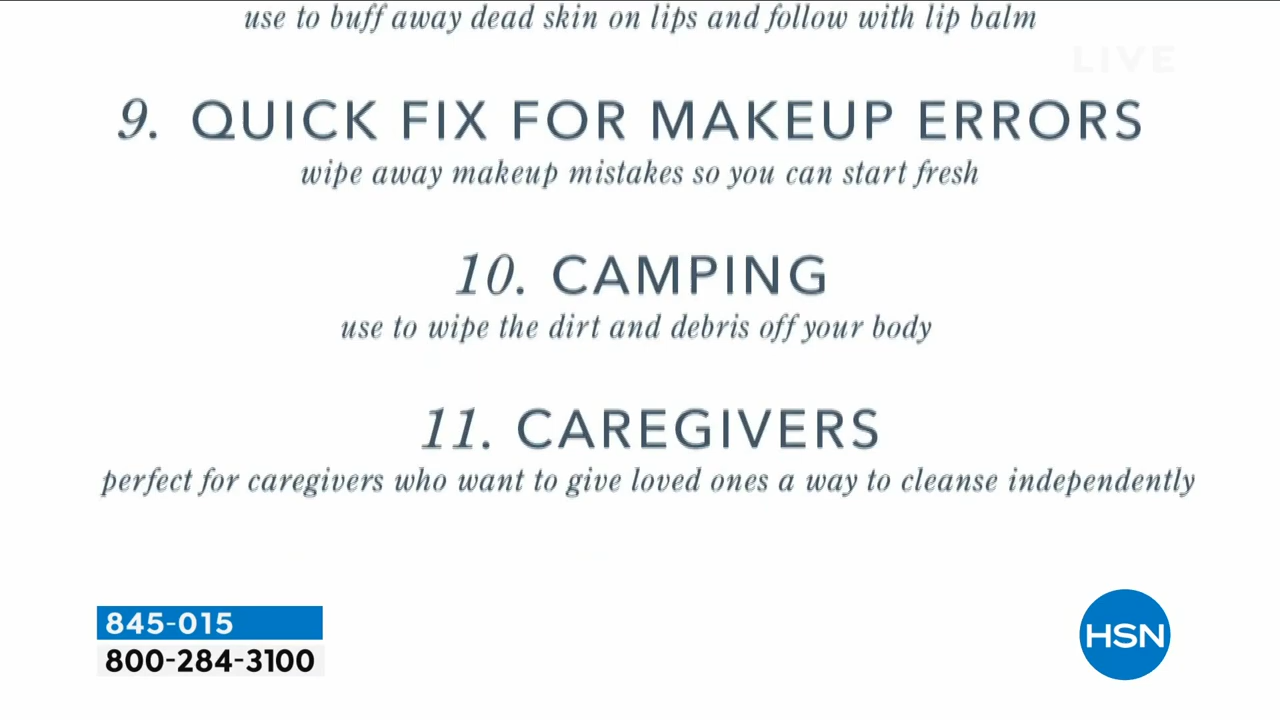 use to buff away dead skin on lips and follow with lip balm
LIVE
9. QUICK FIX FOR MAKEUP ERRORS
wipe away makeup mistakes so you can start fresh
10. CAMPING
use to wipe the dirt and debris off your body
11. CAREGIVERS
perfect for caregivers who want to give loved ones a way to cleanse independently
845-015
800-284-3100
HSN